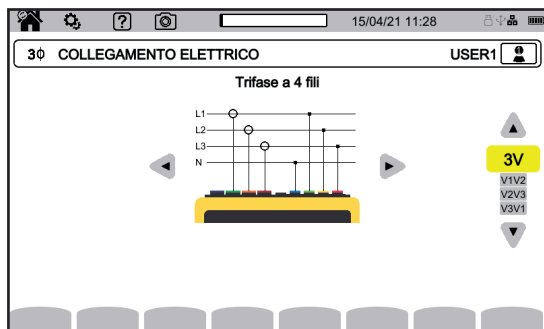 15/04/21 11:28
3ϕ COLLEGAMENTO ELETTRICO USER1
Trifase a 4 fili
L1
L2
L3
N
3V
V1V2
V2V3
V3V1